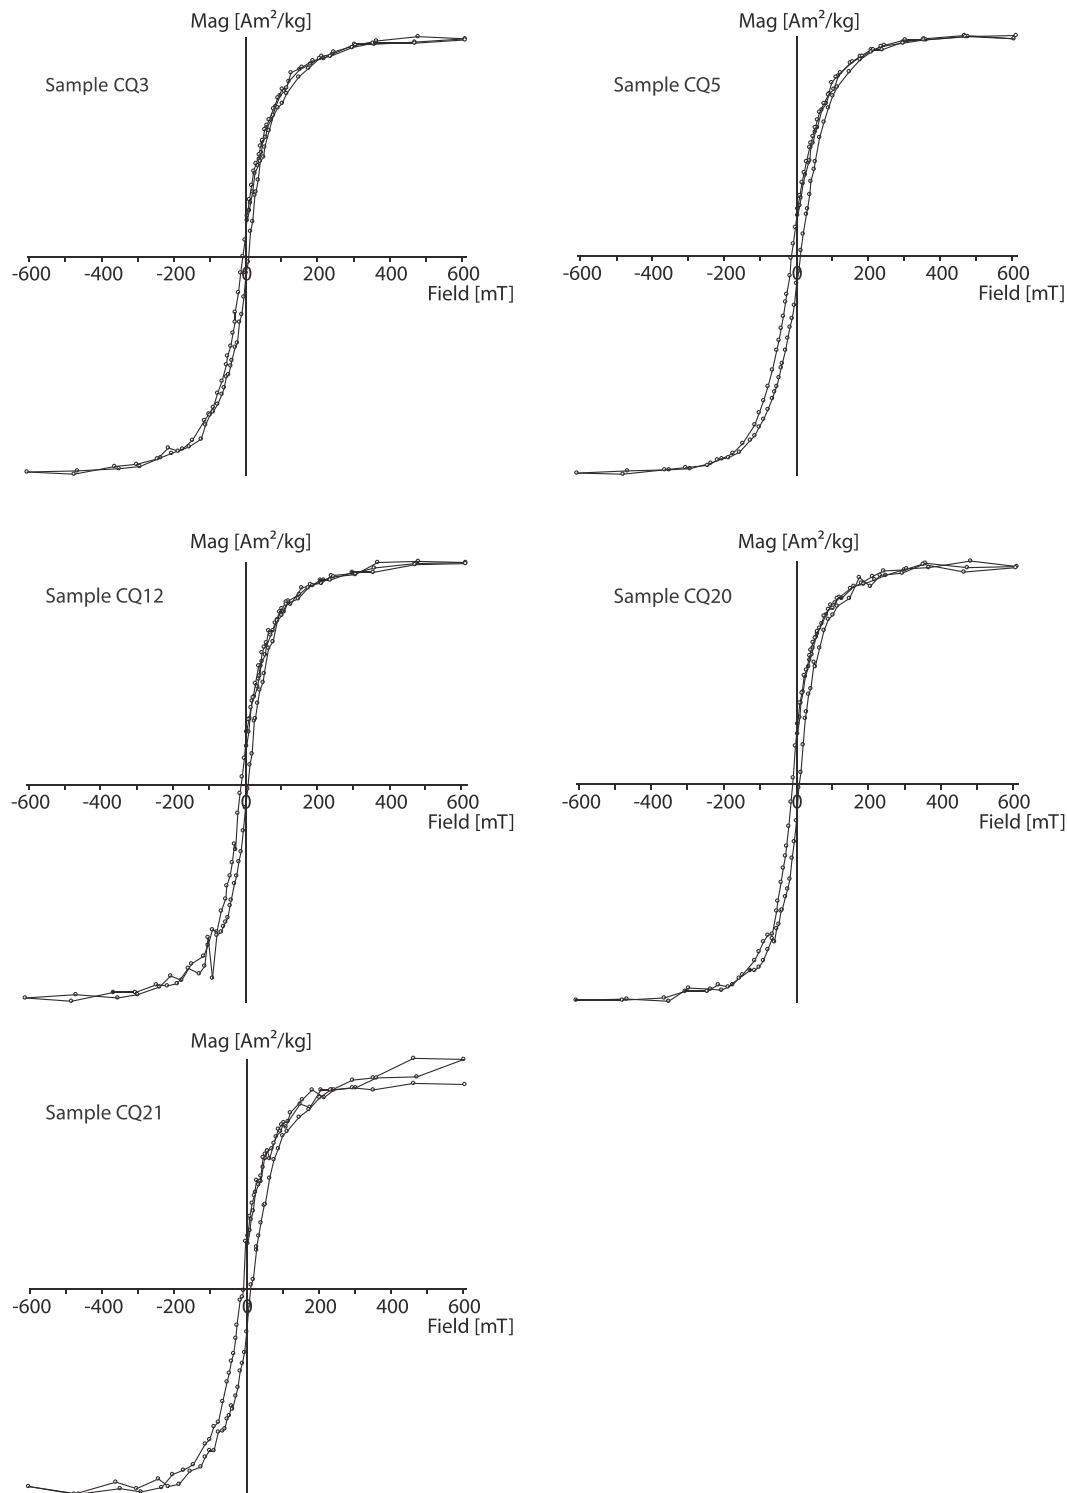 Mag [Am²/kg] Mag [Am²/kg]
Sample CQ3 Sample CQ5
-600 -400 -200 0 200 400 600 -600 -400 -200 0 200 400 600
Field [mT] Field [mT]
Mag [Am²/kg] Mag [Am²/kg]
Sample CQ12 Sample CQ20
-600 -400 -200 0 200 400 600 -600 -400 -200 0 200 400 600
Field [mT] Field [mT]
Mag [Am²/kg]
Sample CQ21
-600 -400 -200 0 200 400 600
Field [mT]